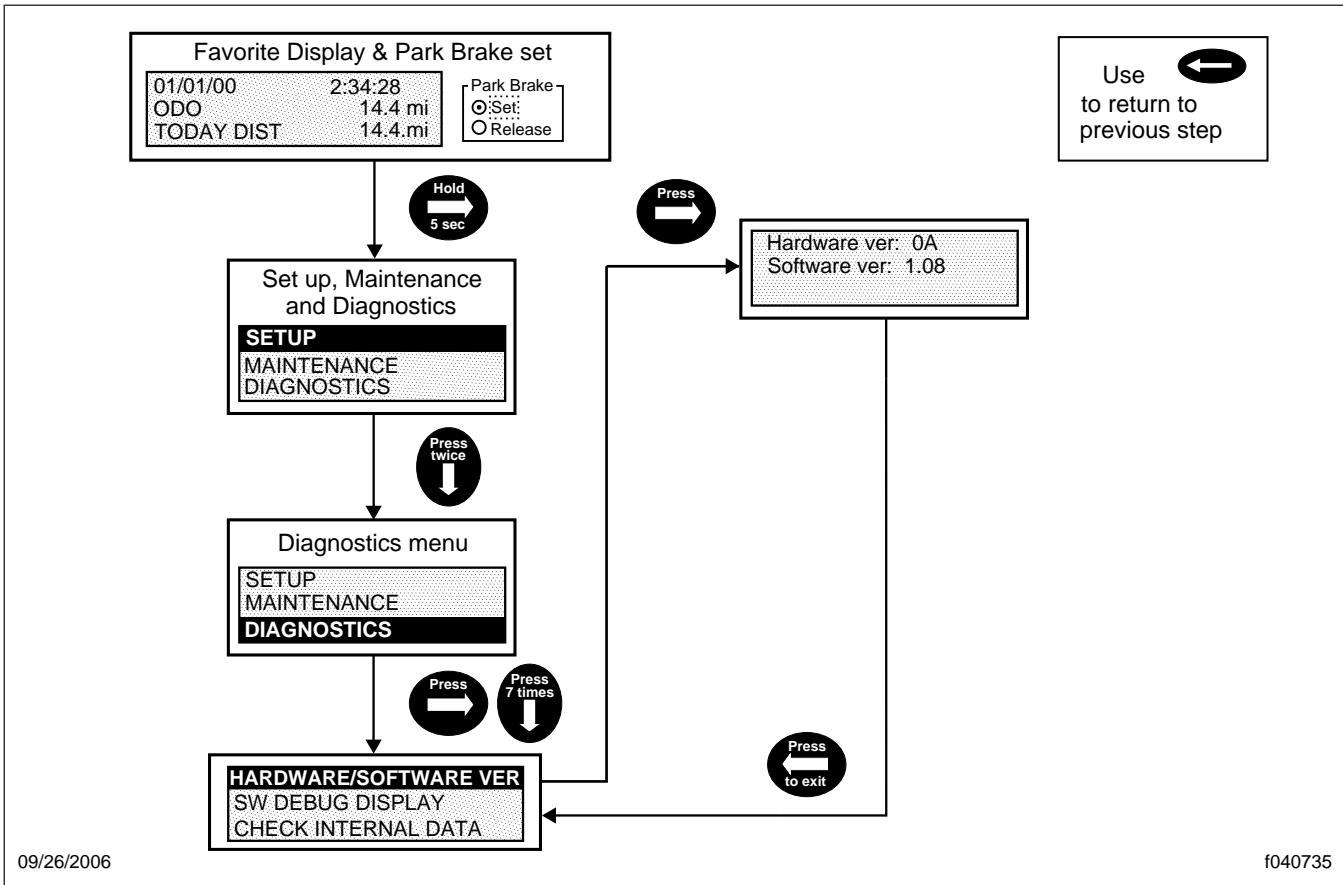 Favorite Display & Park Brake set
01/01/00 2:34:28
ODO 14.4 mi
TODAY DIST 14.4.mi
Park Brake
Set
Release
Use
to return to
previous step
Hold
5 sec
Set up, Maintenance
and Diagnostics
SETUP
MAINTENANCE
DIAGNOSTICS
Press
twice
Diagnostics menu
SETUP
MAINTENANCE
DIAGNOSTICS
Press
Press
7 times
HARDWARE/SOFTWARE VER
SW DEBUG DISPLAY
CHECK INTERNAL DATA
Press
Hardware ver: 0A
Software ver: 1.08
Press
to exit
09/26/2006
f040735